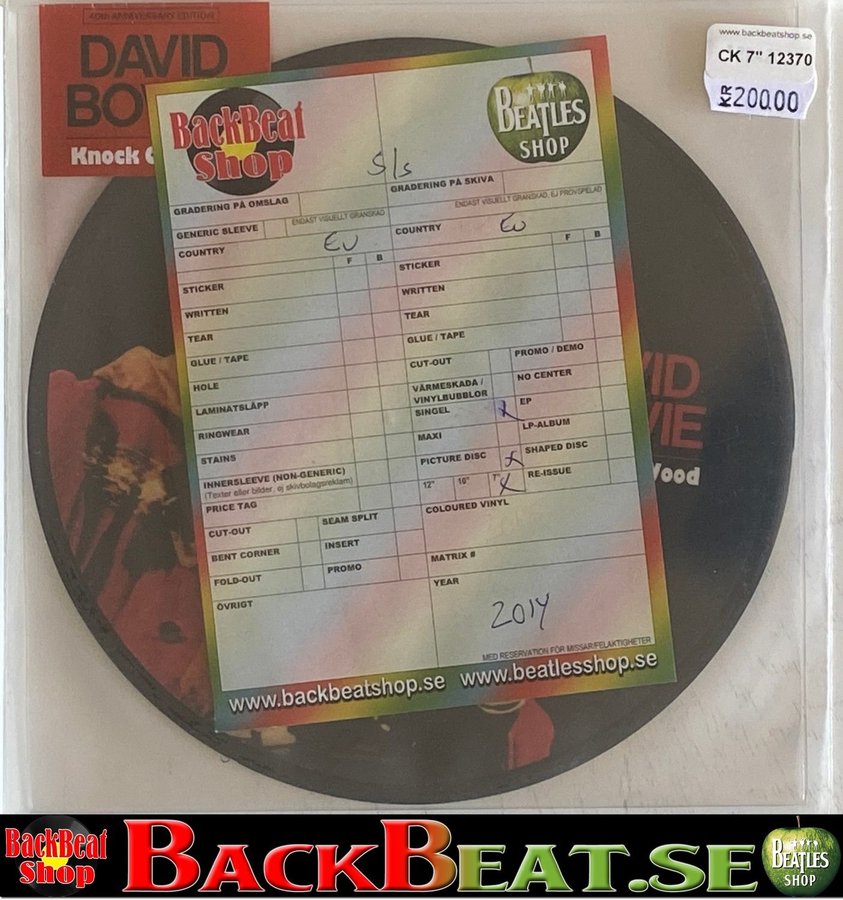 40TH ANNIVERSARY EDITION
DAVID
BO
Knock
www.backbeatshop.se
CK 7" 12370
KR200.00
BackBeat
Shop
BEATLES
SHOP
S/s
GRADERING PÅ OMSLAG
GRADERING PÅ SKIVA
ENDAST VISUELLT GRANSKAD
ENDAST VISUELLT GRANSKAD, EJ PROVSPELAD
GENERIC SLEEVE
COUNTRY
EU
COUNTRY
EU
F B
F B
STICKER
STICKER
WRITTEN
WRITTEN
TEAR
TEAR
GLUE / TAPE
GLUE / TAPE
HOLE
CUT-OUT
PROMO / DEMO
LAMINATSLÄPP
VÄRMESKADA /
VINYLBUBBLOR
NO CENTER
RINGWEAR
SINGEL
x
EP
STAINS
MAXI
LP-ALBUM
INNERSLEEVE (NON-GENERIC)
(Texter eller bilder, ej skivbolagsreklam)
PICTURE DISC
x
SHAPED DISC
PRICE TAG
12" 10" 7"
x
RE-ISSUE
CUT-OUT
SEAM SPLIT
COLOURED VINYL
BENT CORNER
INSERT
FOLD-OUT
PROMO
MATRIX #
ÖVRIGT
YEAR
2014
MED RESERVATION FÖR MISSAR/FELAKTIGHETER
www.backbeatshop.se www.beatlesshop.se
VID
WIE
Wood
BackBeat
Shop
BACKBEAT.SE
BEATLES
SHOP